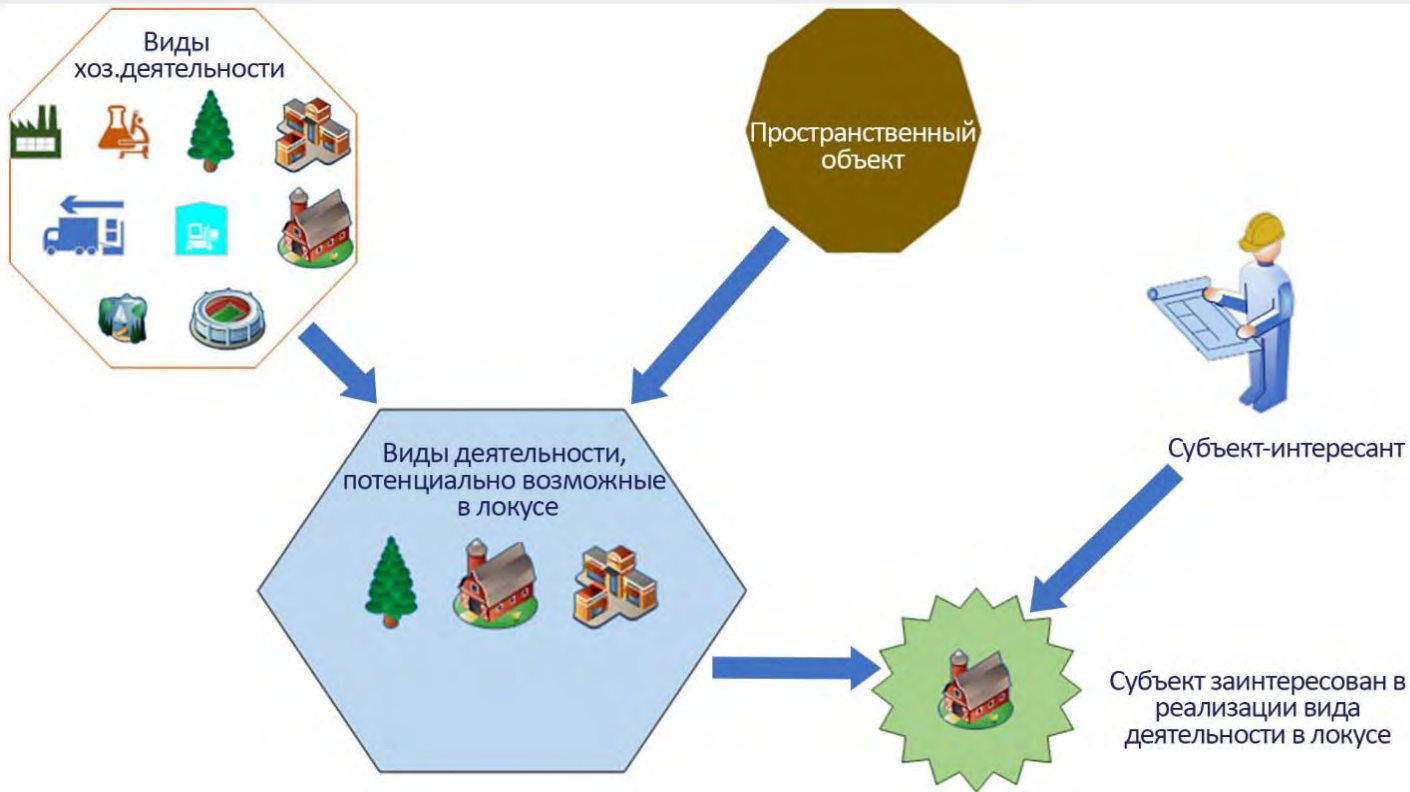 Виды
хоз.деятельности
Пространственный
объект
Субъект-интересант
Виды деятельности,
потенциально возможные
в локусе
Субъект заинтересован в
реализации вида
деятельности в локусе